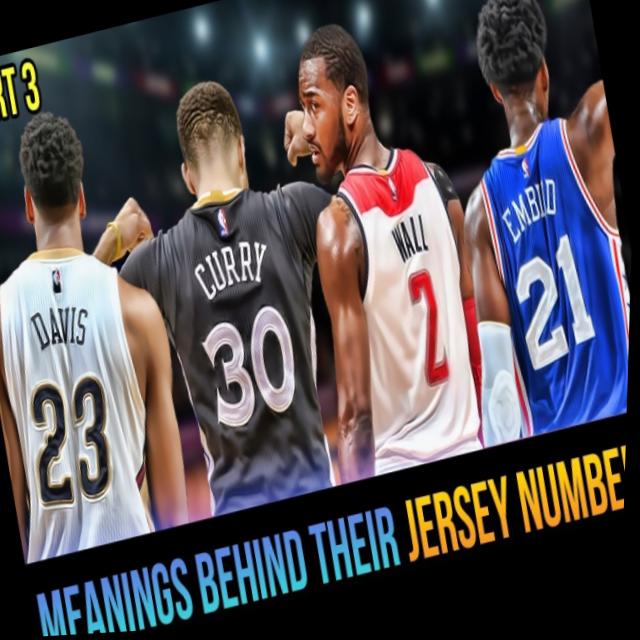 RT 3
DAVIS
23
CURRY
30
WALL
2
EMBIID
21
MEANINGS BEHIND THEIR JERSEY NUMBE